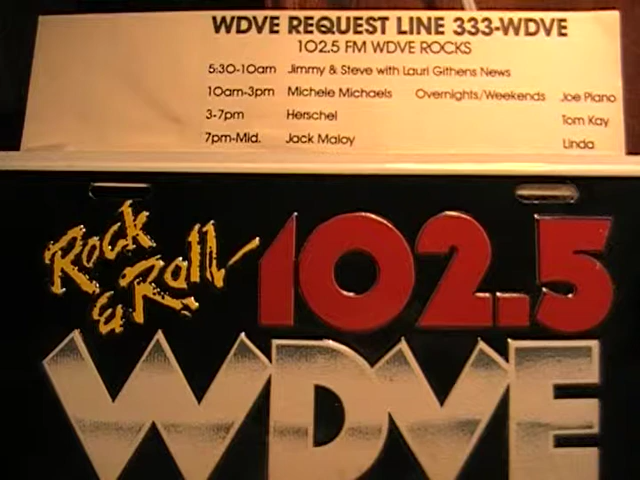 WDVE REQUEST LINE 333-WDVE
102.5 FM WDVE ROCKS
5:30-10am Jimmy & Steve with Lauri Githens News
10am-3pm Michele Michaels Overnights/Weekends Joe Piano
3-7pm Herschel Tom Kay
7pm-Mid. Jack Maloy Linda
Rock & Roll 102.5
WDVE